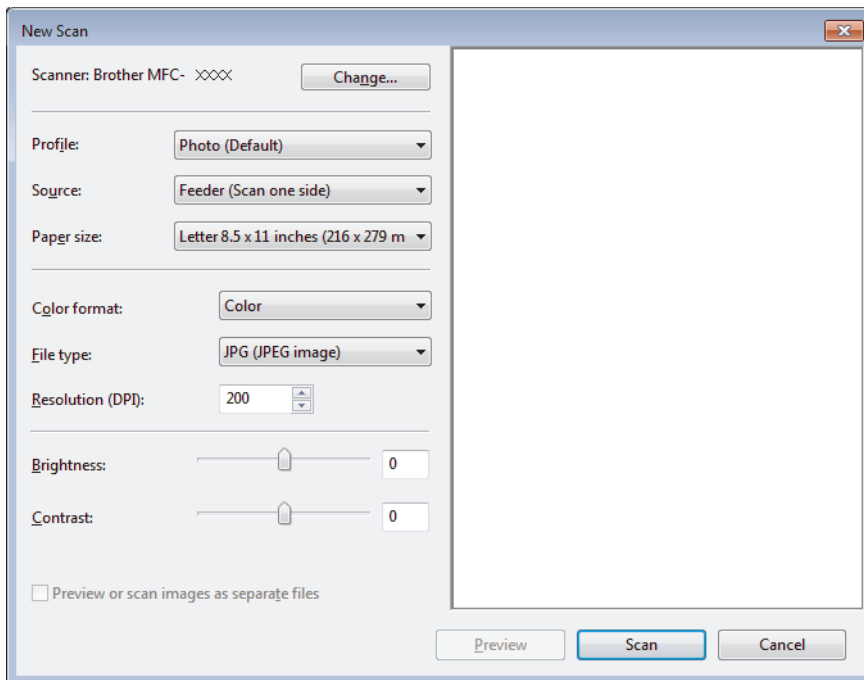 New Scan
Scanner: Brother MFC- XXXX
Change...
Profile: Photo (Default)
Source: Feeder (Scan one side)
Paper size: Letter 8.5 x 11 inches (216 x 279 m
Color format: Color
File type: JPG (JPEG image)
Resolution (DPI): 200
Brightness: 0
Contrast: 0
Preview or scan images as separate files
Preview Scan Cancel